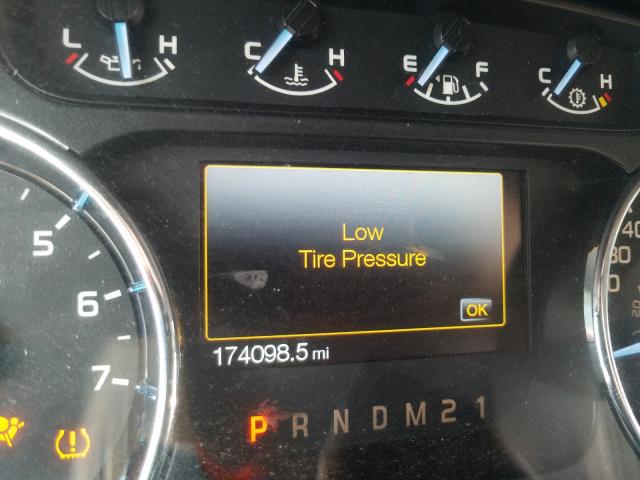 L H
C H
E F
C H
Low
Tire Pressure
OK
174098.5 mi
5
6
7
P R N D M 2 1